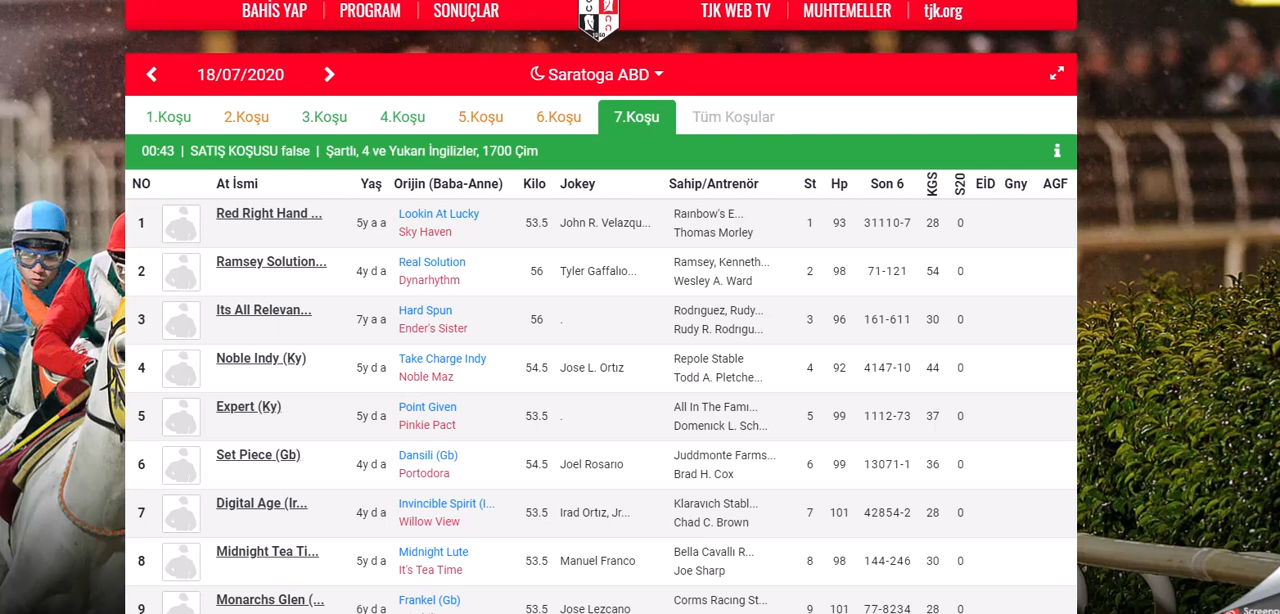 BAHİS YAP PROGRAM SONUÇLAR TJK WEB TV MUHTEMELLER tjk.org
1950
18/07/2020 Saratoga ABD
1.Koşu 2.Koşu 3.Koşu 4.Koşu 5.Koşu 6.Koşu 7.Koşu Tüm Koşular
00:43 | SATIŞ KOŞUSU false | Şartlı, 4 ve Yukarı İngilizler, 1700 Çim
NO At İsmi Yaş Orijin (Baba-Anne) Kilo Jokey Sahip/Antrenör St Hp Son 6 KGS S20 EİD Gny AGF
1 Red Right Hand ... 5y a a Lookin At Lucky 53.5 John R. Velazqu... Raınbow's E... 1 93 31110-7 28 0
Sky Haven Thomas Morley
2 Ramsey Solution... 4y d a Real Solution 56 Tyler Gaffalıo... Ramsey, Kenneth... 2 98 71-121 54 0
Dynarhythm Wesley A. Ward
3 Its All Relevan... 7y a a Hard Spun 56 . Rodrıguez, Rudy... 3 96 161-611 30 0
Ender's Sister Rudy R. Rodrıgu...
4 Noble Indy (Ky) 5y d a Take Charge Indy 54.5 Jose L. Ortız Repole Stable 4 92 4147-10 44 0
Noble Maz Todd A. Pletche...
5 Expert (Ky) 5y d a Point Given 53.5 . All In The Famı... 5 99 1112-73 37 0
Pinkie Pact Domenıck L. Sch...
6 Set Piece (Gb) 4y d a Dansili (Gb) 54.5 Joel Rosarıo Juddmonte Farms... 6 99 13071-1 36 0
Portodora Brad H. Cox
7 Digital Age (Ir... 4y d a Invincible Spirit (I... 53.5 Irad Ortız, Jr... Klaravıch Stabl... 7 101 42854-2 28 0
Willow View Chad C. Brown
8 Midnight Tea Ti... 5y d a Midnight Lute 53.5 Manuel Franco Bella Cavallı R... 8 98 144-246 30 0
It's Tea Time Joe Sharp
9 Monarchs Glen (... 6y d a Frankel (Gb) 53.5 Jose Lezcano Corms Racıng St... 9 101 77-8234 28 0
Screenp